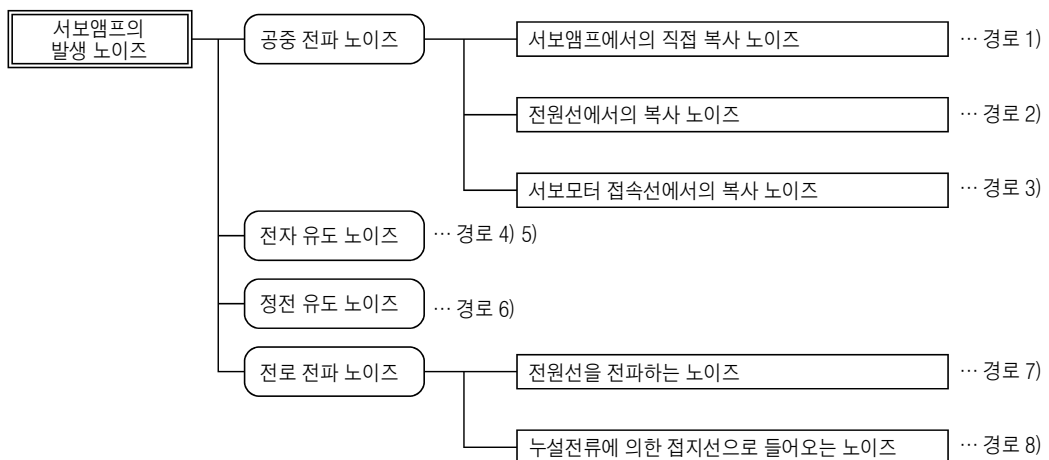 서보앰프의
발생 노이즈
공중 전파 노이즈
서보앰프에서의 직접 복사 노이즈
··· 경로 1)
전원선에서의 복사 노이즈
··· 경로 2)
서보모터 접속선에서의 복사 노이즈
··· 경로 3)
전자 유도 노이즈
··· 경로 4) 5)
정전 유도 노이즈
··· 경로 6)
전로 전파 노이즈
전원선을 전파하는 노이즈
··· 경로 7)
누설전류에 의한 접지선으로 들어오는 노이즈
··· 경로 8)